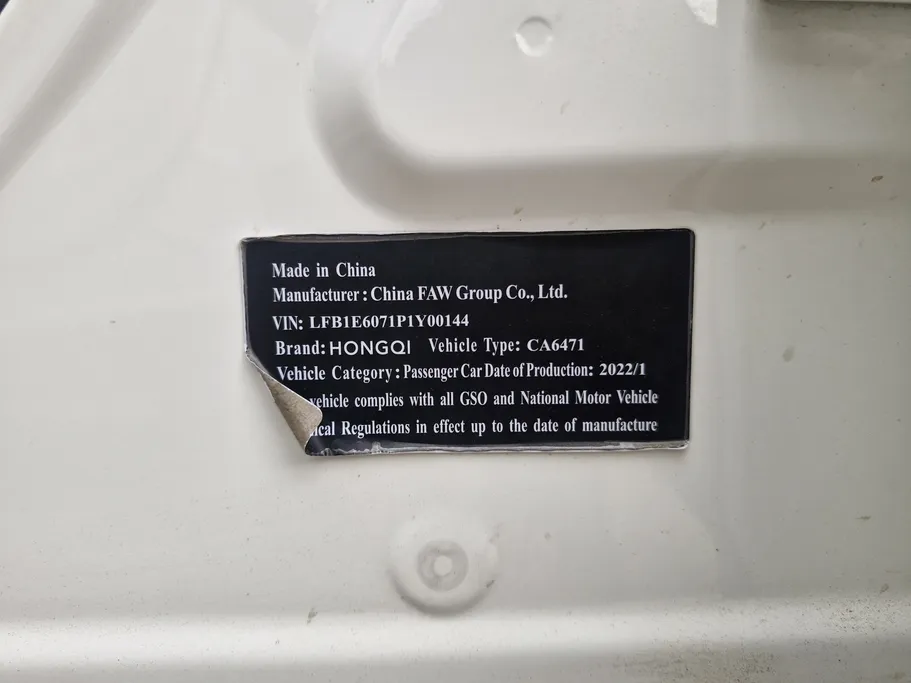 Made in China
Manufacturer : China FAW Group Co., Ltd.
VIN: LFB1E6071P1Y00144
Brand: HONGQI Vehicle Type: CA6471
Vehicle Category : Passenger Car Date of Production: 2022/1
vehicle complies with all GSO and National Motor Vehicle
Regulations in effect up to the date of manufacture